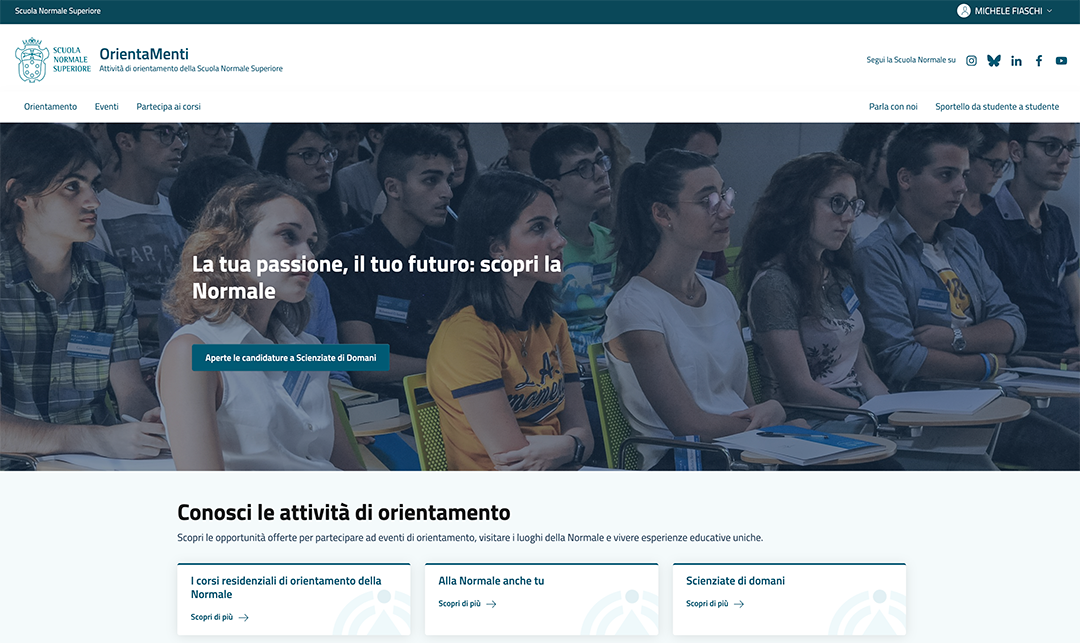 Scuola Normale Superiore
MICHELE FIASCHI
SCUOLA
NORMALE
SUPERIORE
OrientaMenti
Attività di orientamento della Scuola Normale Superiore
Segui la Scuola Normale su
Orientamento Eventi Partecipa ai corsi
Parla con noi Sportello da studente a studente
La tua passione, il tuo futuro: scopri la
Normale
Aperte le candidature a Scienziate di Domani
Conosci le attività di orientamento
Scopri le opportunità offerte per partecipare ad eventi di orientamento, visitare i luoghi della Normale e vivere esperienze educative uniche.
I corsi residenziali di orientamento della
Normale
Scopri di più
Alla Normale anche tu
Scopri di più
Scienziate di domani
Scopri di più